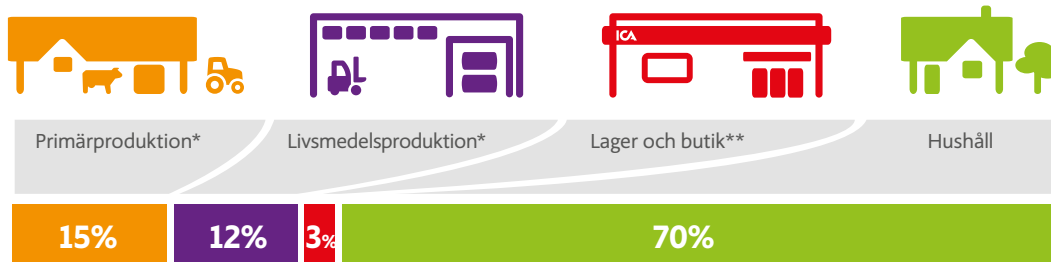 ICA
Primärproduktion*
Livsmedelsproduktion*
Lager och butik**
Hushåll
15%
12%
3%
70%